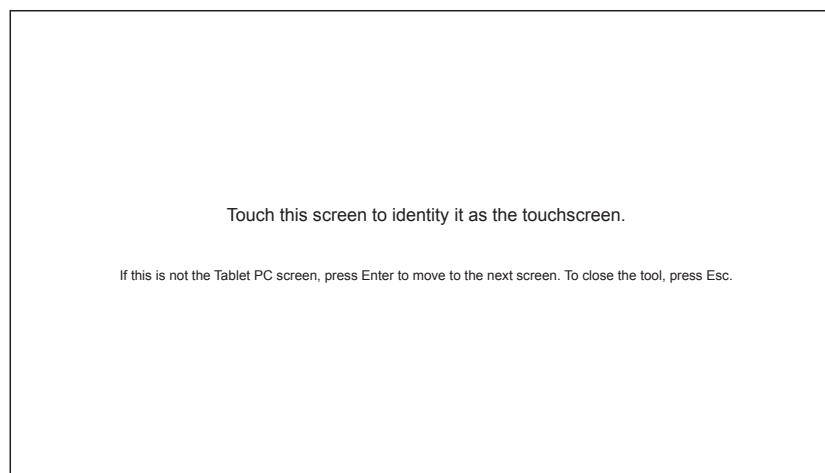 Touch this screen to identity it as the touchscreen.
If this is not the Tablet PC screen, press Enter to move to the next screen. To close the tool, press Esc.